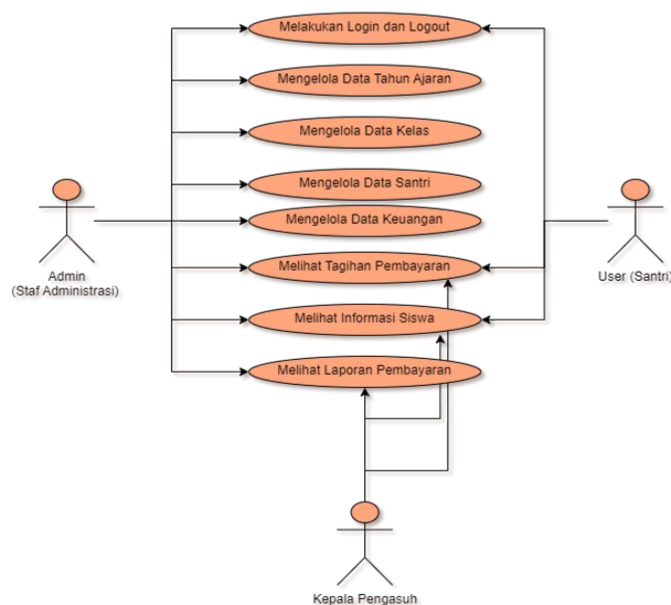 Melakukan Login dan Logout
Mengelola Data Tahun Ajaran
Mengelola Data Kelas
Mengelola Data Santri
Mengelola Data Keuangan
Admin
(Staf Administrasi)
User (Santri)
Melihat Tagihan Pembayaran
Melihat Informasi Siswa
Melihat Laporan Pembayaran
Kepala Pengasuh